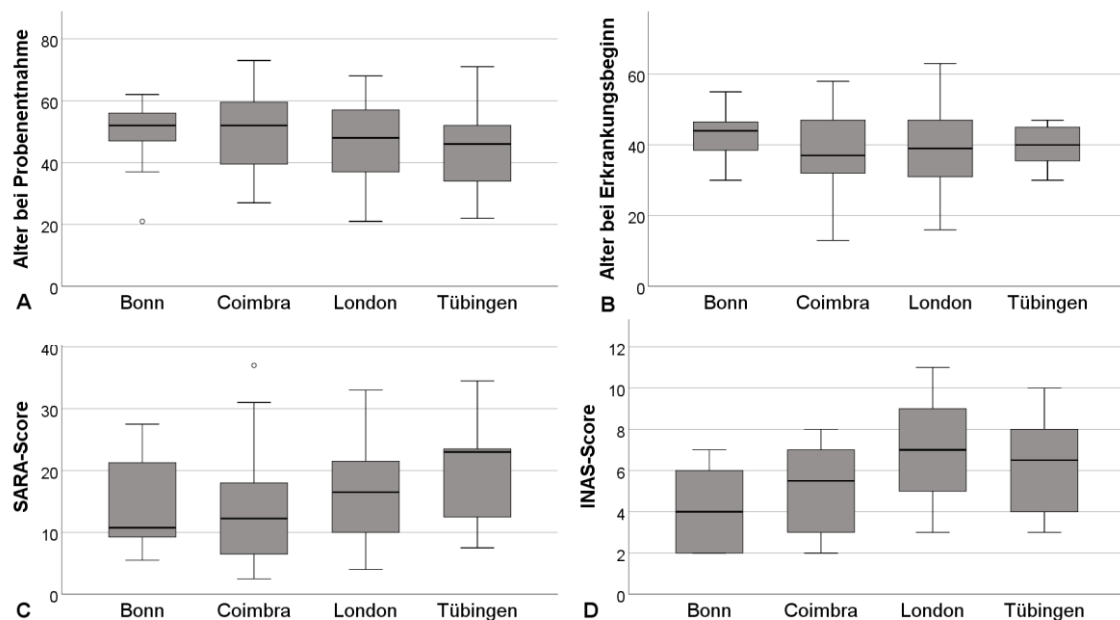 Alter bei Probenentnahme
80
60
40
20
0
A
Bonn Coimbra London Tübingen
Alter bei Erkrankungsbeginn
60
40
20
0
B
Bonn Coimbra London Tübingen
SARA-Score
40
30
20
10
0
C
Bonn Coimbra London Tübingen
INAS-Score
12
10
8
6
4
2
0
D
Bonn Coimbra London Tübingen